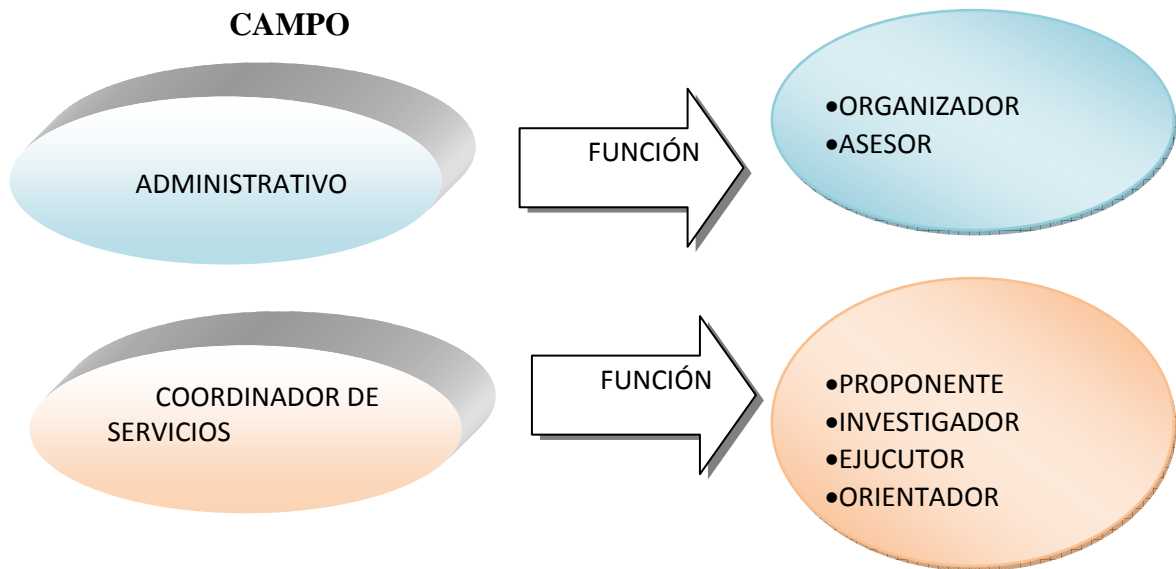 CAMPO
ADMINISTRATIVO
FUNCIÓN
•ORGANIZADOR
•ASESOR
COORDINADOR DE
SERVICIOS
FUNCIÓN
•PROPONENTE
•INVESTIGADOR
•EJUCUTOR
•ORIENTADOR